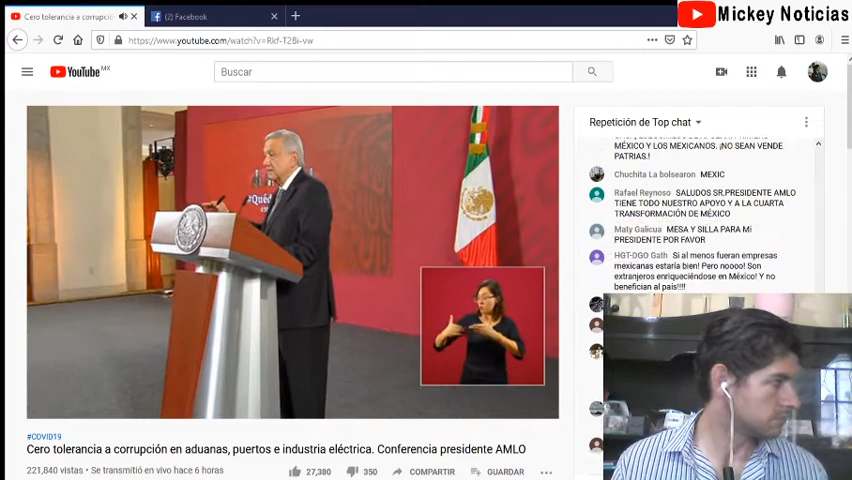 Cero tolerancia a corrupció
(2) Facebook
Mickey Noticias
https://www.youtube.com/watch?v=Rkf-T2Bi-vw
YouTube MX
Buscar
#Quéd
Repetición de Top chat
MÉXICO Y LOS MEXICANOS. ¡NO SEAN VENDE
PATRIAS.!
Chuchita La bolsearon MEXIC
Rafael Reynoso SALUDOS SR.PRESIDENTE AMLO
TIENE TODO NUESTRO APOYO Y A LA CUARTA
TRANSFORMACIÓN DE MÉXICO
Maty Galicua MESA Y SILLA PARA Mi
PRESIDENTE POR FAVOR
HGT-DGO Gath Si al menos fueran empresas
mexicanas estaría bien! Pero noooo! Son
extranjeros enriqueciéndose en México! Y no
benefician al país!!!!
#COVID19
Cero tolerancia a corrupción en aduanas, puertos e industria eléctrica. Conferencia presidente AMLO
221,840 vistas • Se transmitió en vivo hace 6 horas
27,380
350
COMPARTIR
GUARDAR